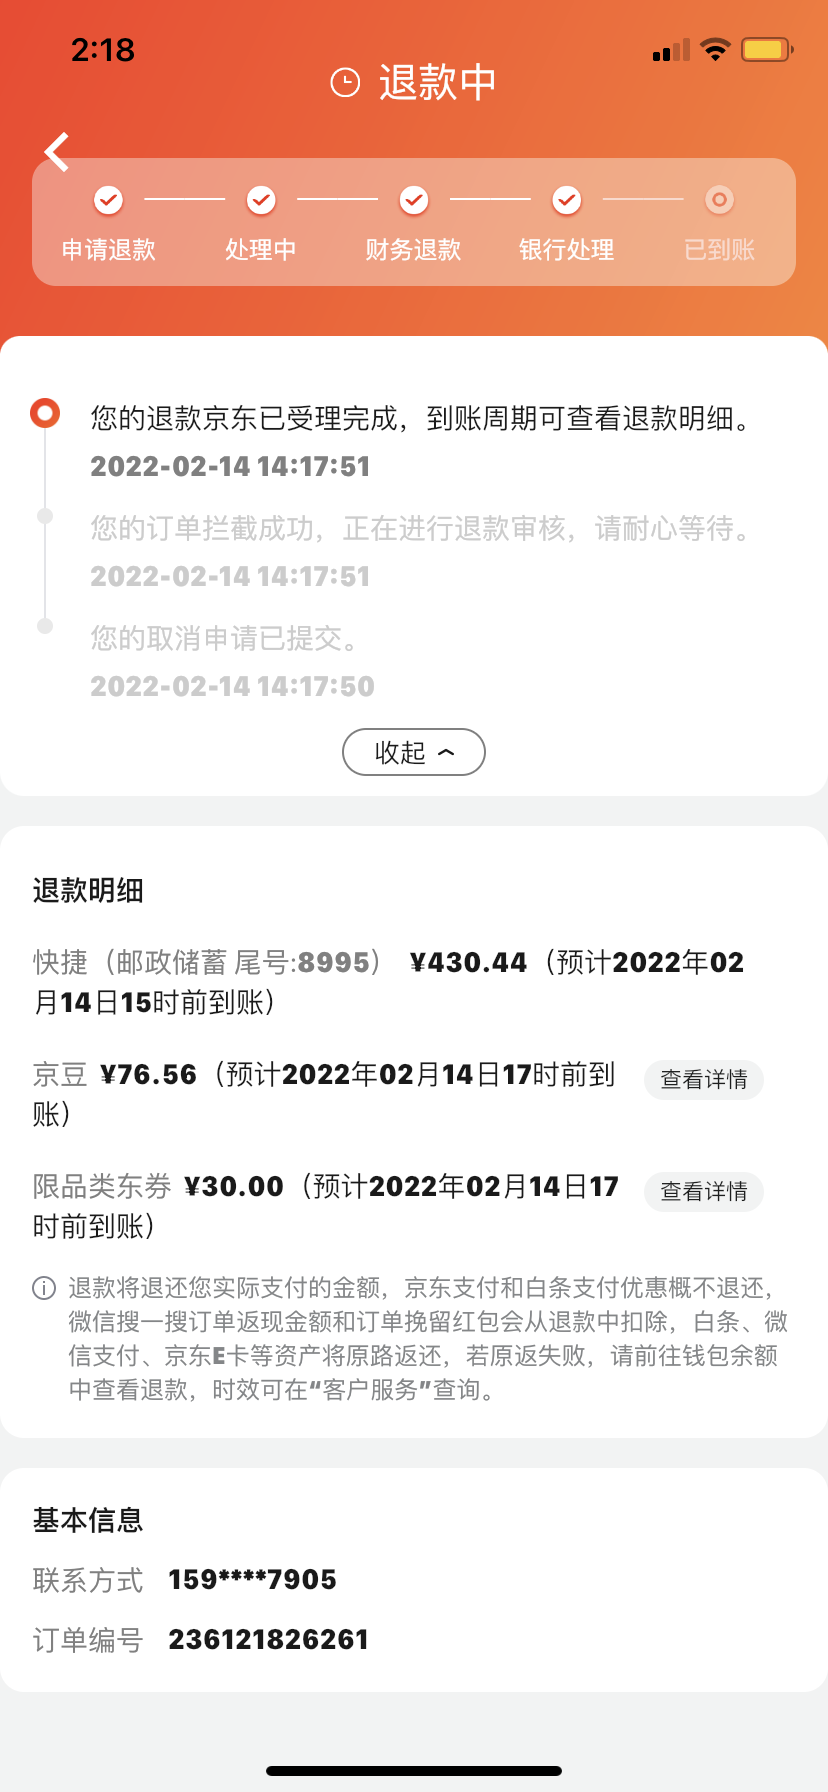 2:18
退款中
申请退款 处理中 财务退款 银行处理 已到账
您的退款京东已受理完成，到账周期可查看退款明细。
2022-02-14 14:17:51
您的订单拦截成功，正在进行退款审核，请耐心等待。
2022-02-14 14:17:51
您的取消申请已提交。
2022-02-14 14:17:50
收起
退款明细
快捷（邮政储蓄 尾号:8995） ¥430.44（预计2022年02
月14日15时前到账）
京豆 ¥76.56（预计2022年02月14日17时前到 查看详情
账）
限品类东券 ¥30.00（预计2022年02月14日17 查看详情
时前到账）
退款将退还您实际支付的金额，京东支付和白条支付优惠概不退还，
微信搜一搜订单返现金额和订单挽留红包会从退款中扣除，白条、微
信支付、京东E卡等资产将原路返还，若原返失败，请前往钱包余额
中查看退款，时效可在“客户服务”查询。
基本信息
联系方式 159****7905
订单编号 236121826261